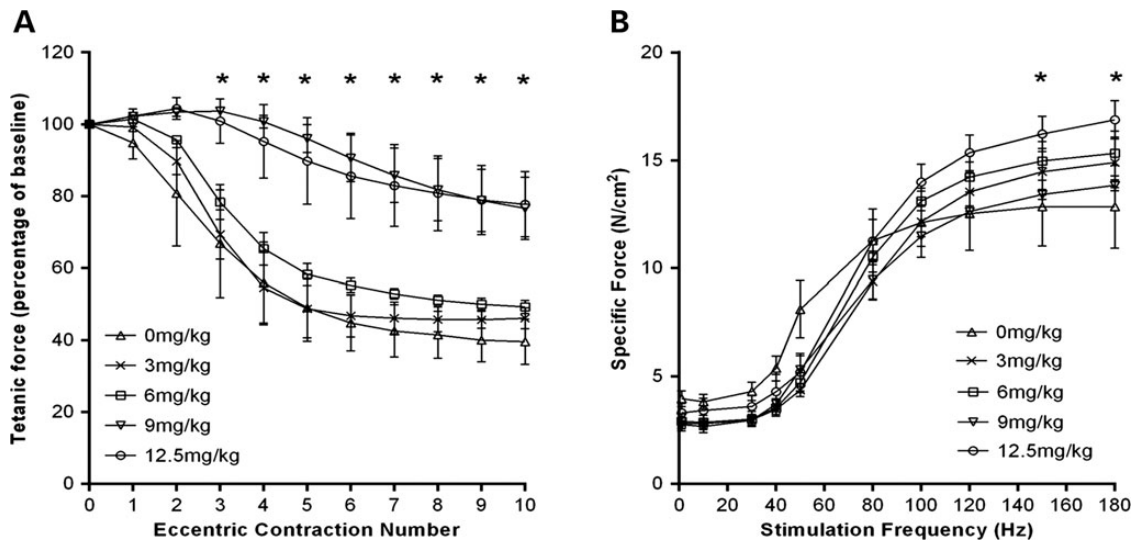 A
B
Tetanic force (percentage of baseline)
120
100
80
60
40
20
0
* * * * * * * *
0mg/kg
3mg/kg
6mg/kg
9mg/kg
12.5mg/kg
0 1 2 3 4 5 6 7 8 9 10
Eccentric Contraction Number
Specific Force (N/cm²)
20
15
10
5
0
* *
0mg/kg
3mg/kg
6mg/kg
9mg/kg
12.5mg/kg
0 20 40 60 80 100 120 140 160 180
Stimulation Frequency (Hz)